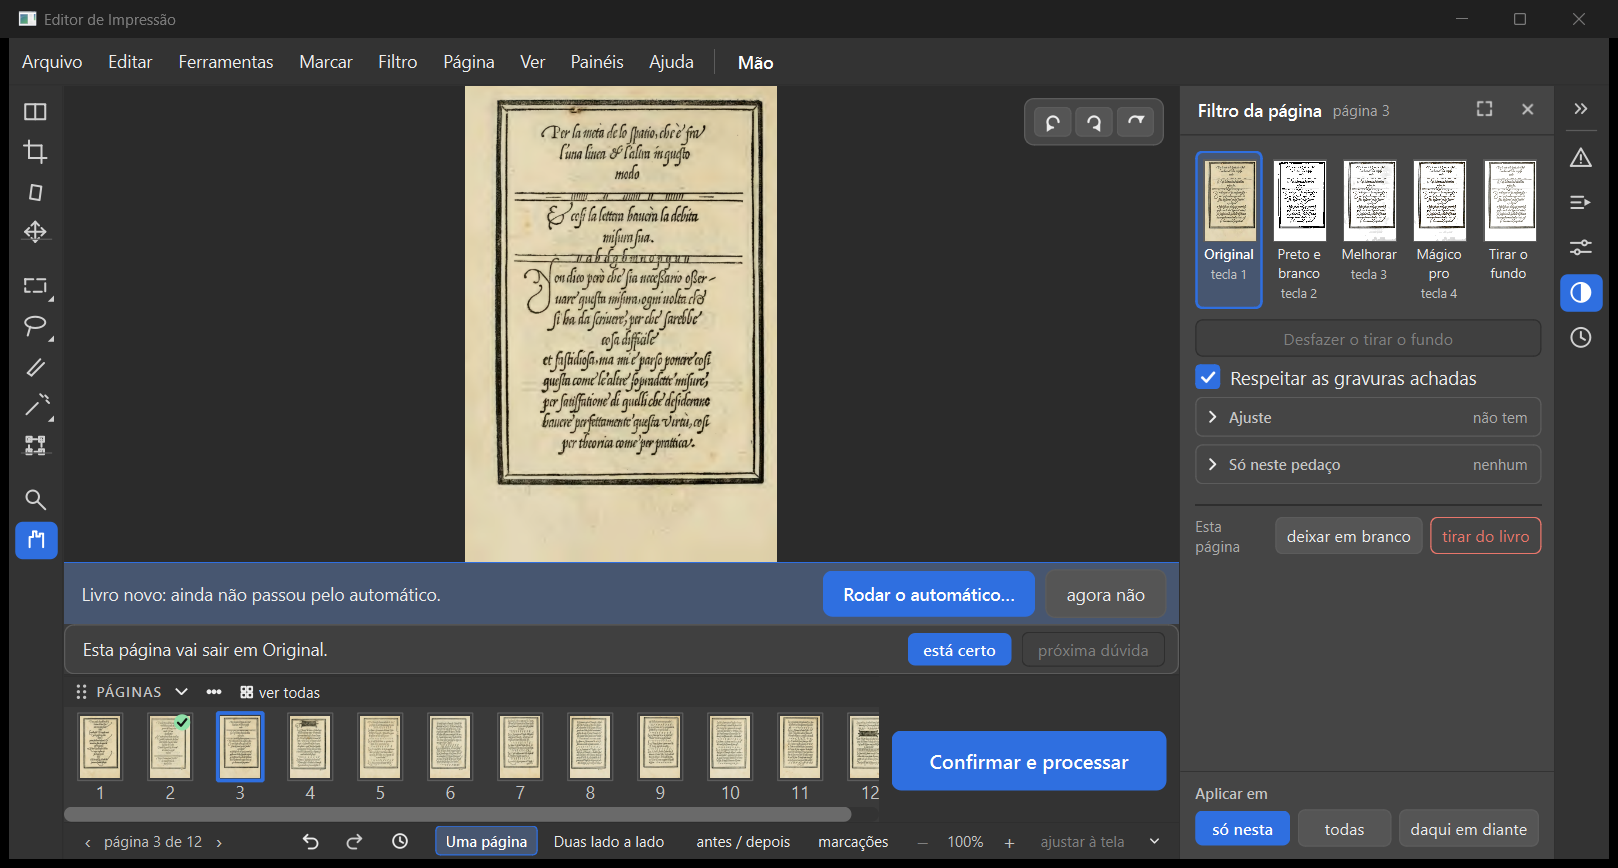 Editor de Impressão
Arquivo Editar Ferramentas Marcar Filtro Página Ver Painéis Ajuda Mão
Per la meta de lo spatio, che è fra
l'una linea & l'altra in questo
modo
& cosi la lettera hauera la debita
misura sua.
Non dico però che sia necessario osser-
uare questa misura, ogni uolta che
si ha da scriuere, per che sarebbe
cosa difficile
et fastidiosa, ma mi è parso ponere cosi
questa come le altre sopradatte misure,
per satisfatione di quelli che desiderano
hauere perfettamente questa virtù, cosi
per theorica come per prattica.
Filtro da página página 3
Original
tecla 1
Preto e
branco
tecla 2
Melhorar
tecla 3
Mágico
pro
tecla 4
Tirar o
fundo
Desfazer o tirar o fundo
Respeitar as gravuras achadas
Ajuste não tem
Só neste pedaço nenhum
Esta
página
deixar em branco tirar do livro
Livro novo: ainda não passou pelo automático.
Rodar o automático... agora não
Esta página vai sair em Original.
está certo próxima dúvida
PÁGINAS ver todas
1 2 3 4 5 6 7 8 9 10 11 12
Confirmar e processar
Aplicar em
só nesta todas daqui em diante
‹ página 3 de 12 › Uma página Duas lado a lado antes / depois marcações − 100% + ajustar à tela